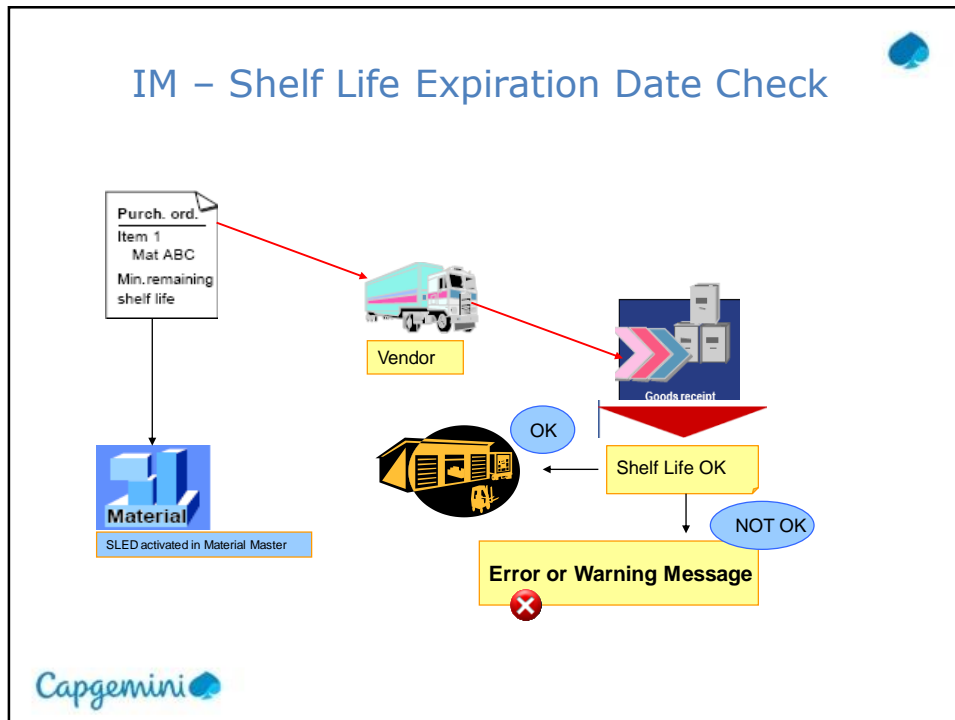 IM – Shelf Life Expiration Date Check
Purch. ord.
Item 1
Mat ABC
Min. remaining
shelf life
Vendor
Goods receipt
OK
Shelf Life OK
NOT OK
Material
SLED activated in Material Master
Error or Warning Message
Capgemini